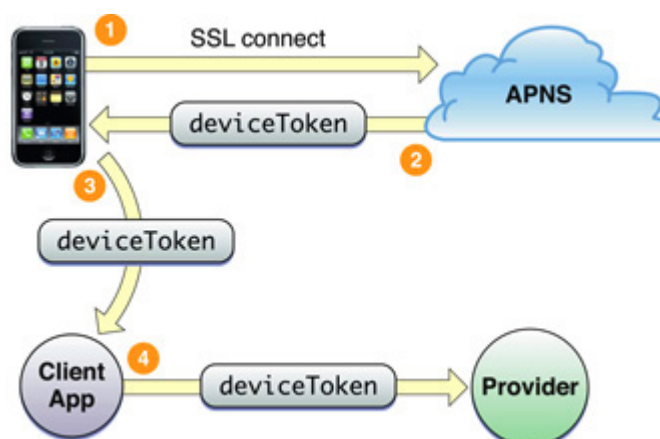 1
SSL connect
APNS
deviceToken
2
3
deviceToken
4
Client
App
deviceToken
Provider